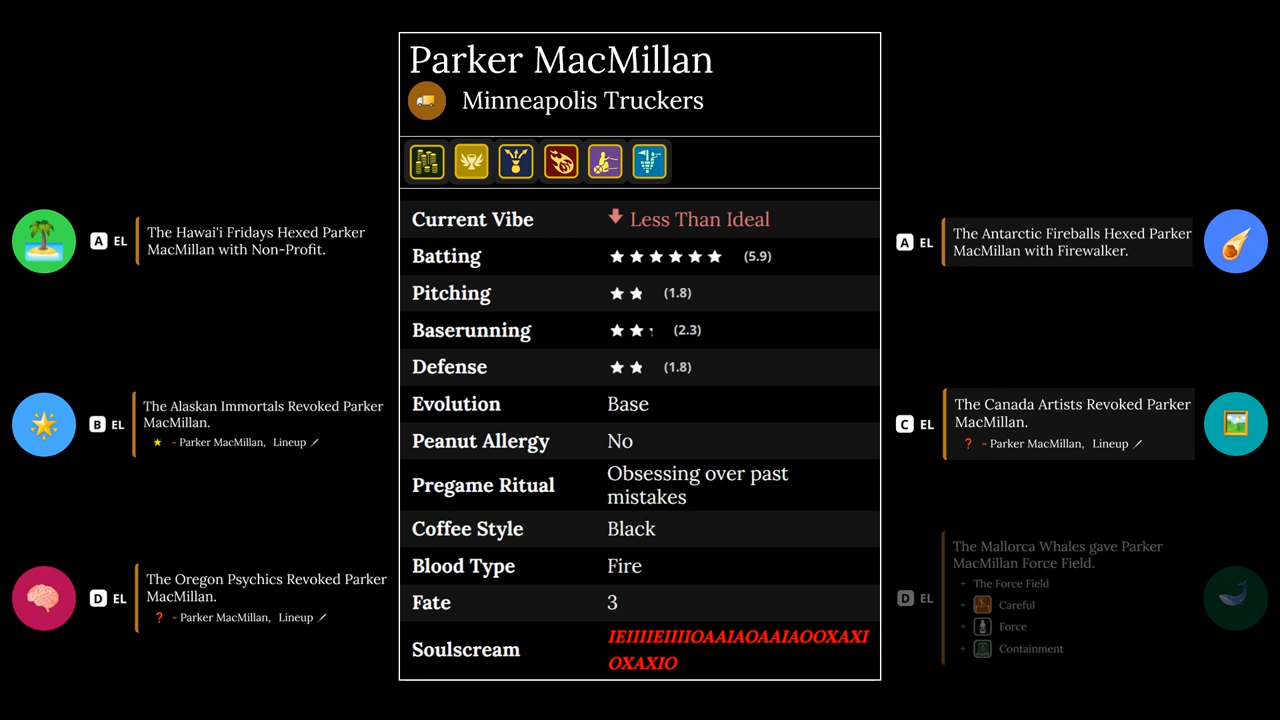 Parker MacMillan
Minneapolis Truckers
Current Vibe Less Than Ideal
Batting (5.9)
Pitching (1.8)
Baserunning (2.3)
Defense (1.8)
Evolution Base
Peanut Allergy No
Pregame Ritual Obsessing over past
mistakes
Coffee Style Black
Blood Type Fire
Fate 3
Soulscream IEIIIIEIIIIOAAIAOAAIAOOXAXI
OXAXIO
A EL The Hawai'i Fridays Hexed Parker
MacMillan with Non-Profit.
B EL The Alaskan Immortals Revoked Parker
MacMillan.
- Parker MacMillan, Lineup
D EL The Oregon Psychics Revoked Parker
MacMillan.
❓ - Parker MacMillan, Lineup
A EL The Antarctic Fireballs Hexed Parker
MacMillan with Firewalker.
C EL The Canada Artists Revoked Parker
MacMillan.
❓ - Parker MacMillan, Lineup
D EL The Mallorca Whales gave Parker
MacMillan Force Field.
+ The Force Field
+ Careful
+ Force
+ Containment